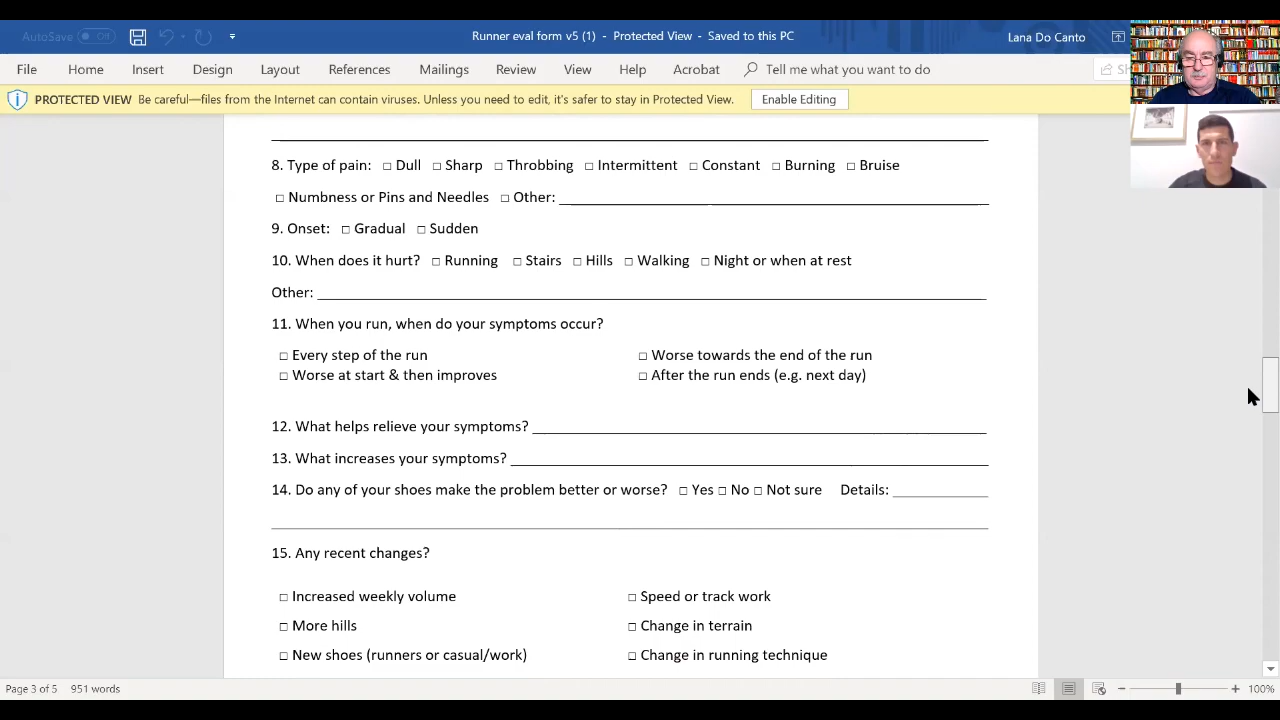 AutoSave Off
Runner eval form v5 (1) - Protected View - Saved to this PC
Lana Do Canto
File Home Insert Design Layout References Mailings Review View Help Acrobat Tell me what you want to do
PROTECTED VIEW Be careful—files from the Internet can contain viruses. Unless you need to edit, it's safer to stay in Protected View. Enable Editing
8. Type of pain: □ Dull □ Sharp □ Throbbing □ Intermittent □ Constant □ Burning □ Bruise
□ Numbness or Pins and Needles □ Other:
9. Onset: □ Gradual □ Sudden
10. When does it hurt? □ Running □ Stairs □ Hills □ Walking □ Night or when at rest
Other:
11. When you run, when do your symptoms occur?
□ Every step of the run □ Worse towards the end of the run
□ Worse at start & then improves □ After the run ends (e.g. next day)
12. What helps relieve your symptoms?
13. What increases your symptoms?
14. Do any of your shoes make the problem better or worse? □ Yes □ No □ Not sure Details:
15. Any recent changes?
□ Increased weekly volume □ Speed or track work
□ More hills □ Change in terrain
□ New shoes (runners or casual/work) □ Change in running technique
Page 3 of 5 951 words 100%